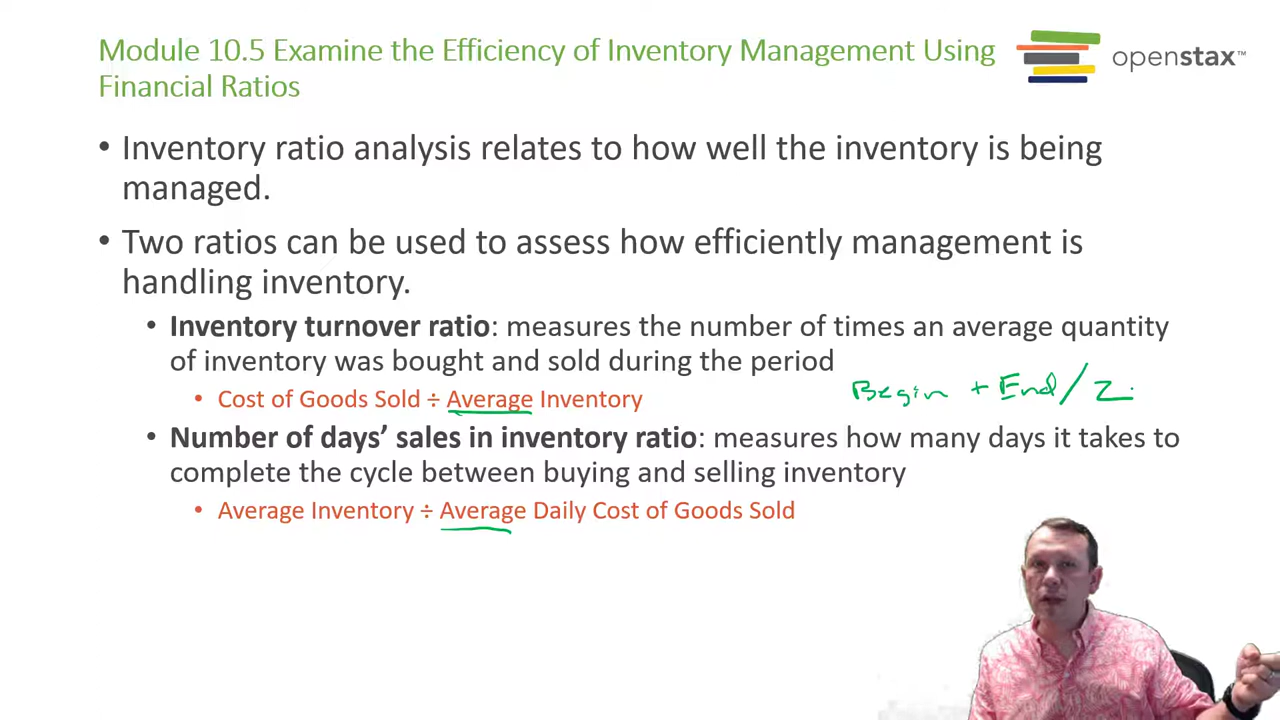 Module 10.5 Examine the Efficiency of Inventory Management Using
Financial Ratios
openstax™
• Inventory ratio analysis relates to how well the inventory is being
managed.
• Two ratios can be used to assess how efficiently management is
handling inventory.
• Inventory turnover ratio: measures the number of times an average quantity
of inventory was bought and sold during the period
• Cost of Goods Sold ÷ Average Inventory
Begin + End / 2
• Number of days’ sales in inventory ratio: measures how many days it takes to
complete the cycle between buying and selling inventory
• Average Inventory ÷ Average Daily Cost of Goods Sold